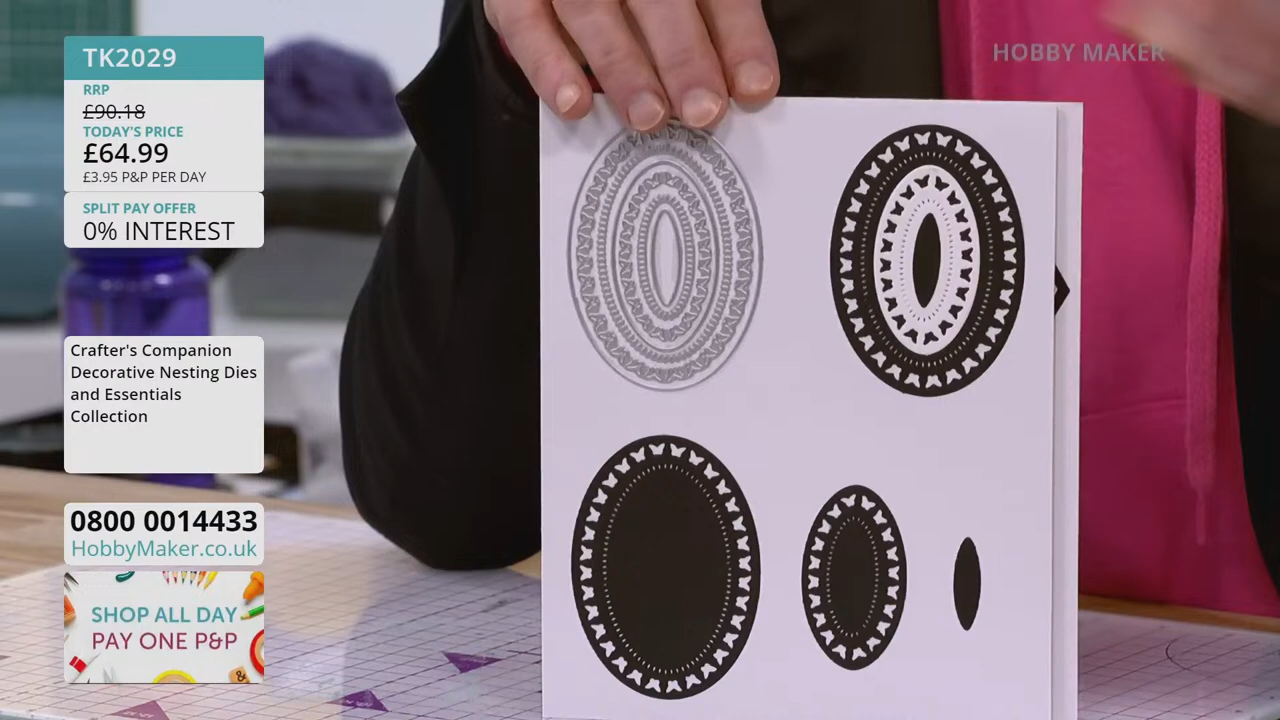 TK2029
RRP
£90.18
TODAY'S PRICE
£64.99
£3.95 P&P PER DAY
SPLIT PAY OFFER
0% INTEREST
Crafter's Companion
Decorative Nesting Dies
and Essentials
Collection
0800 0014433
HobbyMaker.co.uk
SHOP ALL DAY
PAY ONE P&P
HOBBY MAKER